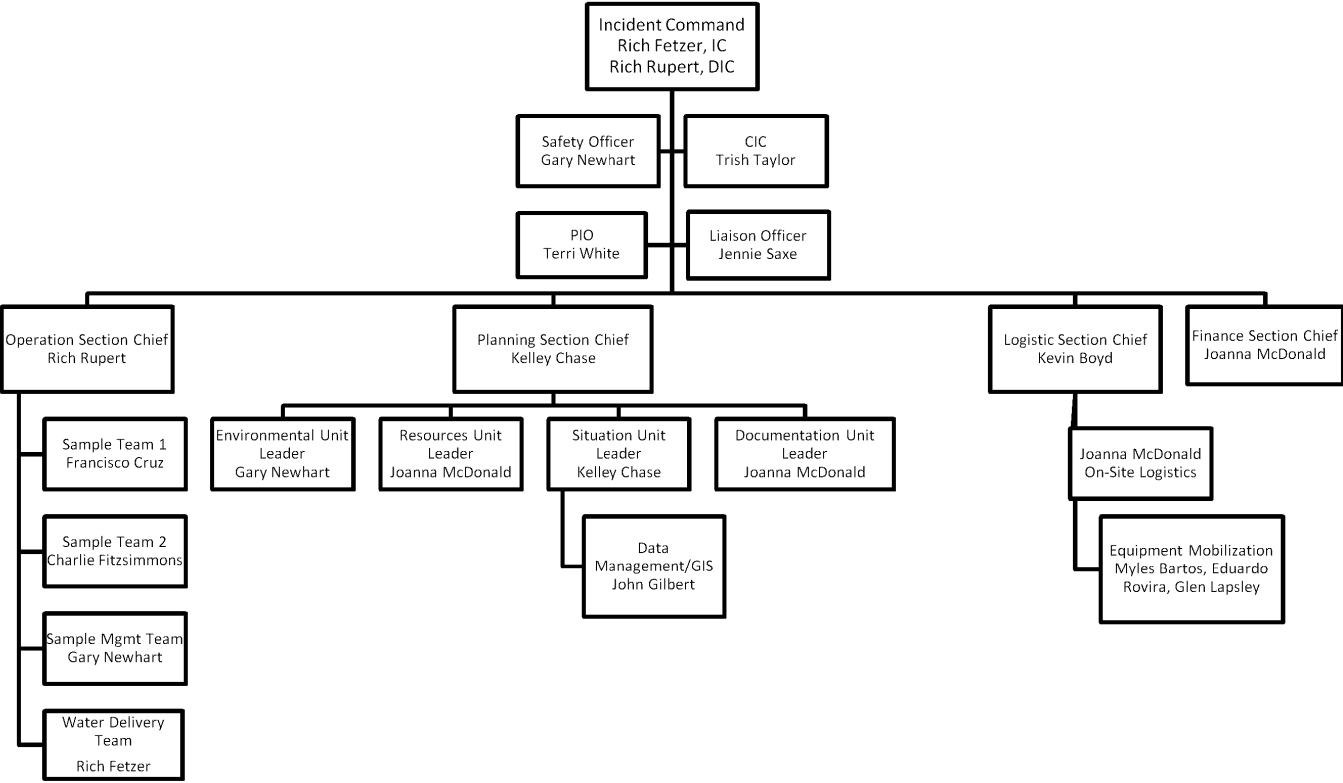 Incident Command
Rich Fetzer, IC
Rich Rupert, DIC
Safety Officer
Gary Newhart
CIC
Trish Taylor
PIO
Terri White
Liaison Officer
Jennie Saxe
Operation Section Chief
Rich Rupert
Planning Section Chief
Kelley Chase
Logistic Section Chief
Kevin Boyd
Finance Section Chief
Joanna McDonald
Sample Team 1
Francisco Cruz
Sample Team 2
Charlie Fitzsimmons
Sample Mgmt Team
Gary Newhart
Water Delivery
Team
Rich Fetzer
Environmental Unit
Leader
Gary Newhart
Resources Unit
Leader
Joanna McDonald
Situation Unit
Leader
Kelley Chase
Documentation Unit
Leader
Joanna McDonald
Data
Management/GIS
John Gilbert
Joanna McDonald
On-Site Logistics
Equipment Mobilization
Myles Bartos, Eduardo
Rovira, Glen Lapsley